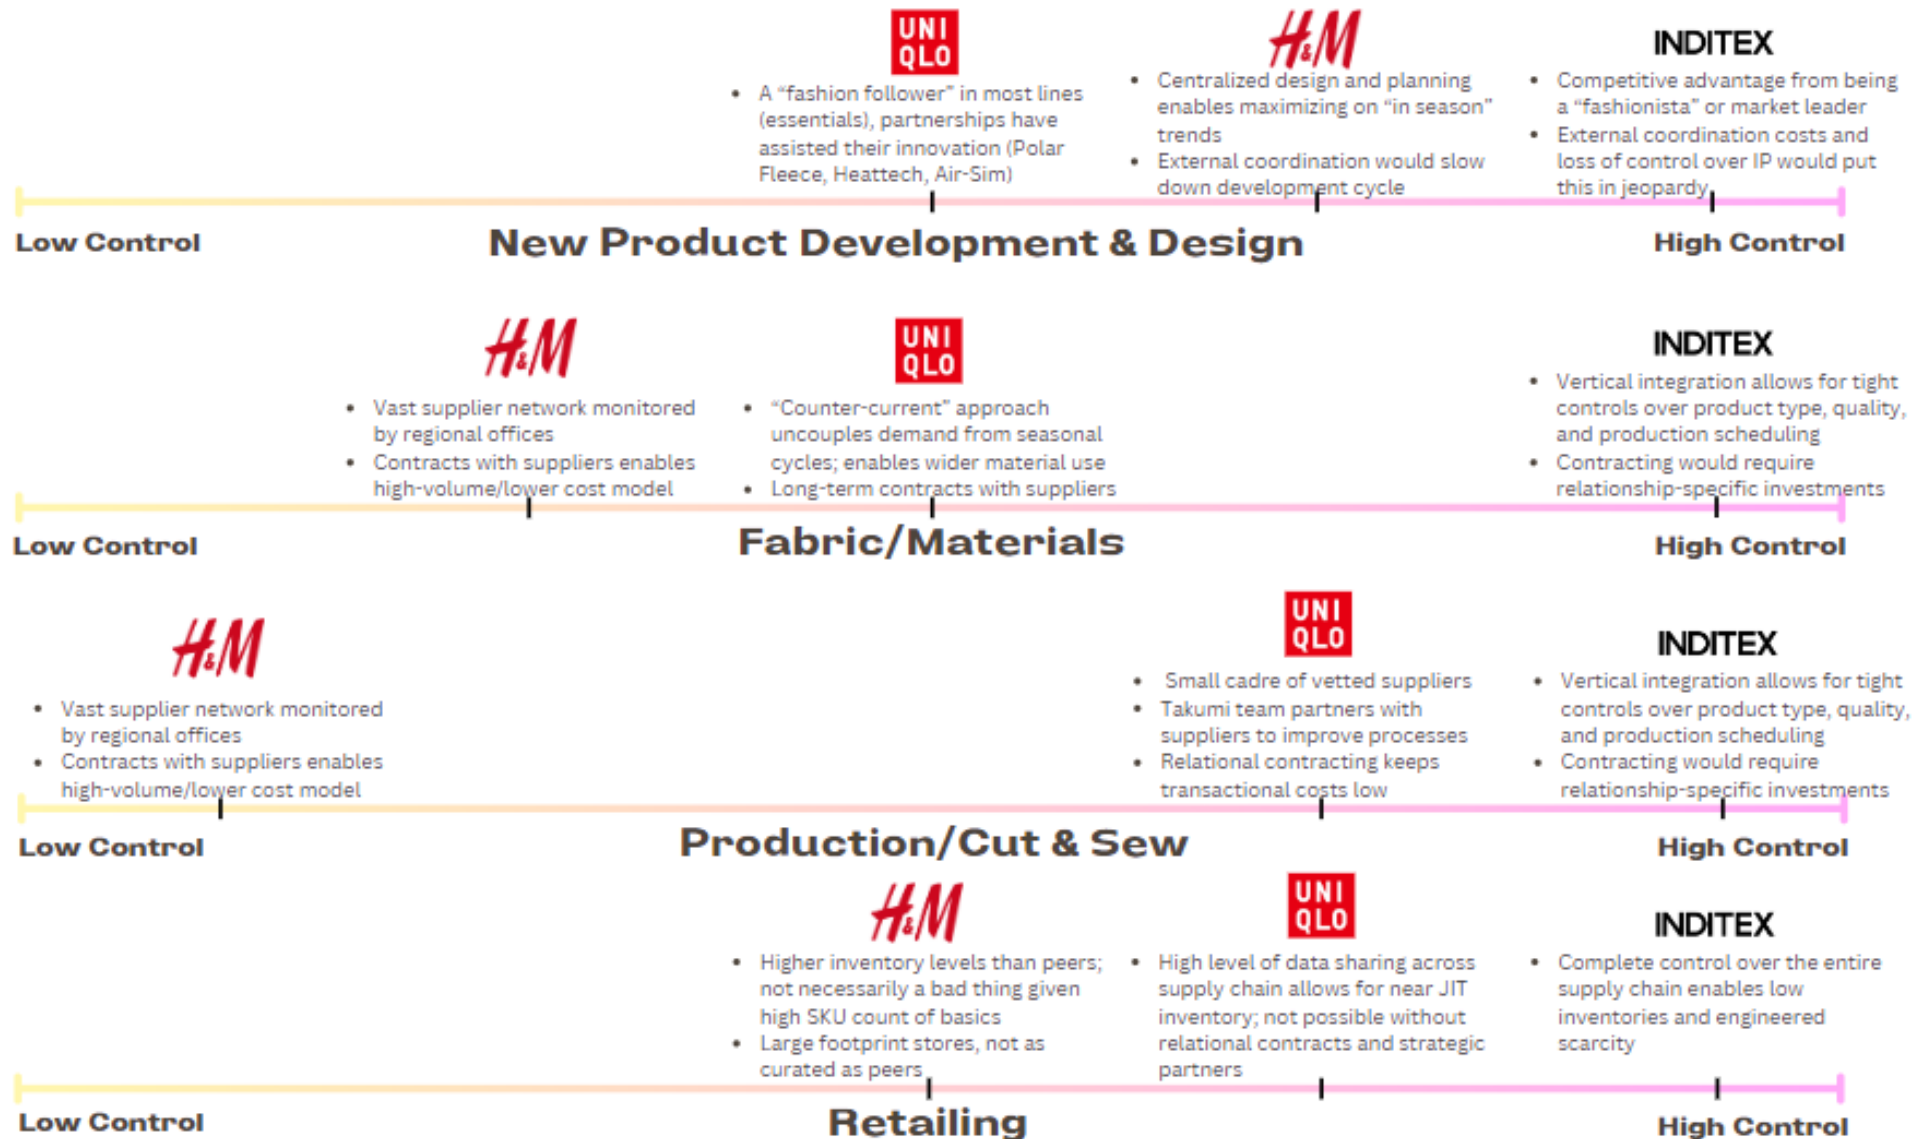 UNI
QLO
• A “fashion follower” in most lines
(essentials), partnerships have
assisted their innovation (Polar
Fleece, Heattech, Air-Sim)
H&M
• Centralized design and planning
enables maximizing on “in season”
trends
• External coordination would slow
down development cycle
INDITEX
• Competitive advantage from being
a “fashionista” or market leader
• External coordination costs and
loss of control over IP would put
this in jeopardy
Low Control
New Product Development & Design
High Control
H&M
• Vast supplier network monitored
by regional offices
• Contracts with suppliers enables
high-volume/lower cost model
UNI
QLO
• “Counter-current” approach
uncouples demand from seasonal
cycles; enables wider material use
• Long-term contracts with suppliers
INDITEX
• Vertical integration allows for tight
controls over product type, quality,
and production scheduling
• Contracting would require
relationship-specific investments
Low Control
Fabric/Materials
High Control
H&M
• Vast supplier network monitored
by regional offices
• Contracts with suppliers enables
high-volume/lower cost model
UNI
QLO
• Small cadre of vetted suppliers
• Takumi team partners with
suppliers to improve processes
• Relational contracting keeps
transactional costs low
INDITEX
• Vertical integration allows for tight
controls over product type, quality,
and production scheduling
• Contracting would require
relationship-specific investments
Low Control
Production/Cut & Sew
High Control
H&M
• Higher inventory levels than peers;
not necessarily a bad thing given
high SKU count of basics
• Large footprint stores, not as
curated as peers
UNI
QLO
• High level of data sharing across
supply chain allows for near JIT
inventory; not possible without
relational contracts and strategic
partners
INDITEX
• Complete control over the entire
supply chain enables low
inventories and engineered
scarcity
Low Control
Retailing
High Control